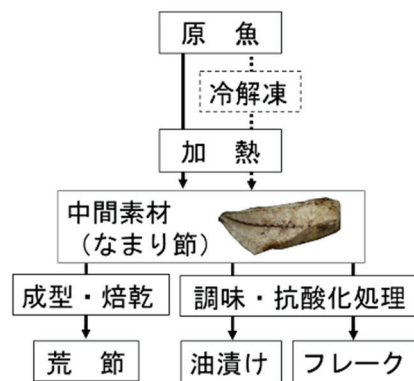 原 魚
冷解凍
加 熱
中間素材
（なまり節）
成型・焙乾
調味・抗酸化処理
荒 節
油漬け
フレーク